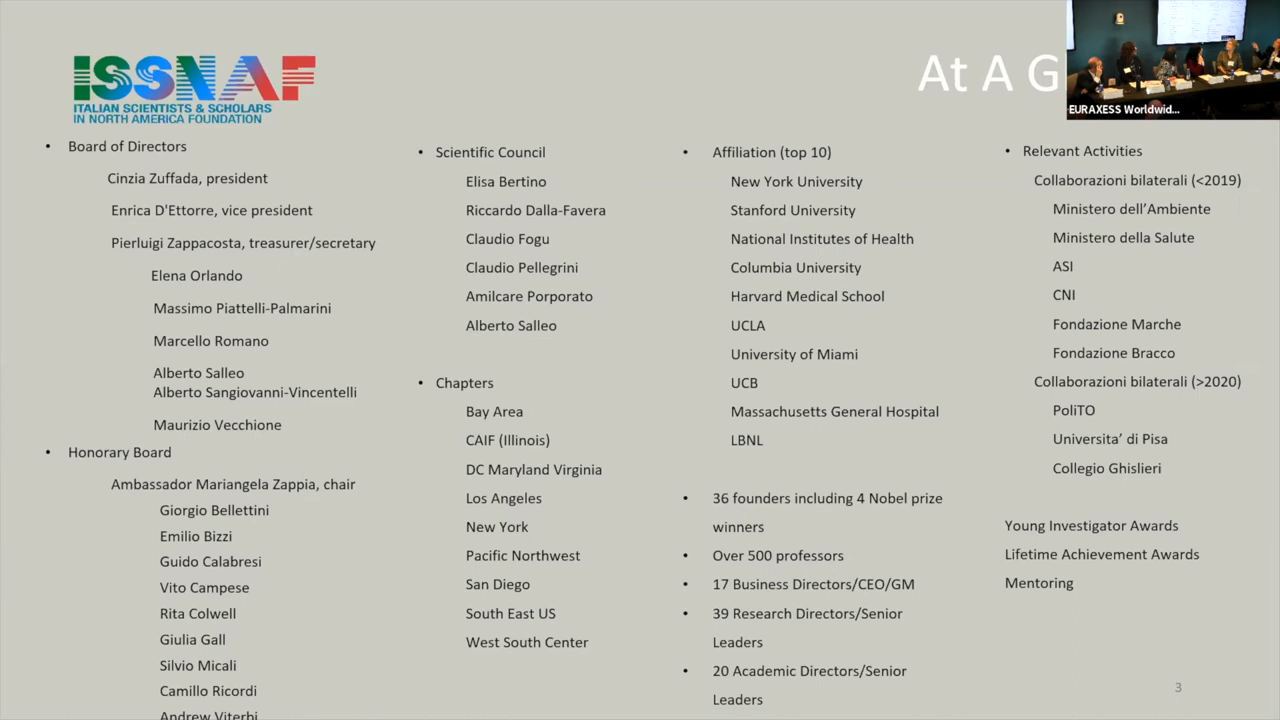 ISSNAF
ITALIAN SCIENTISTS & SCHOLARS
IN NORTH AMERICA FOUNDATION
At A G
EURAXESS Worldwid...
• Board of Directors
Cinzia Zuffada, president
Enrica D'Ettorre, vice president
Pierluigi Zappacosta, treasurer/secretary
Elena Orlando
Massimo Piattelli-Palmarini
Marcello Romano
Alberto Salleo
Alberto Sangiovanni-Vincentelli
Maurizio Vecchione
• Honorary Board
Ambassador Mariangela Zappia, chair
Giorgio Bellettini
Emilio Bizzi
Guido Calabresi
Vito Campese
Rita Colwell
Giulia Gall
Silvio Micali
Camillo Ricordi
Andrew Viterbi
• Scientific Council
Elisa Bertino
Riccardo Dalla-Favera
Claudio Fogu
Claudio Pellegrini
Amilcare Porporato
Alberto Salleo
• Chapters
Bay Area
CAIF (Illinois)
DC Maryland Virginia
Los Angeles
New York
Pacific Northwest
San Diego
South East US
West South Center
• Affiliation (top 10)
New York University
Stanford University
National Institutes of Health
Columbia University
Harvard Medical School
UCLA
University of Miami
UCB
Massachusetts General Hospital
LBNL
• 36 founders including 4 Nobel prize
winners
• Over 500 professors
• 17 Business Directors/CEO/GM
• 39 Research Directors/Senior
Leaders
• 20 Academic Directors/Senior
Leaders
• Relevant Activities
Collaborazioni bilaterali (<2019)
Ministero dell’Ambiente
Ministero della Salute
ASI
CNI
Fondazione Marche
Fondazione Bracco
Collaborazioni bilaterali (>2020)
PoliTO
Universita’ di Pisa
Collegio Ghislieri
Young Investigator Awards
Lifetime Achievement Awards
Mentoring
3